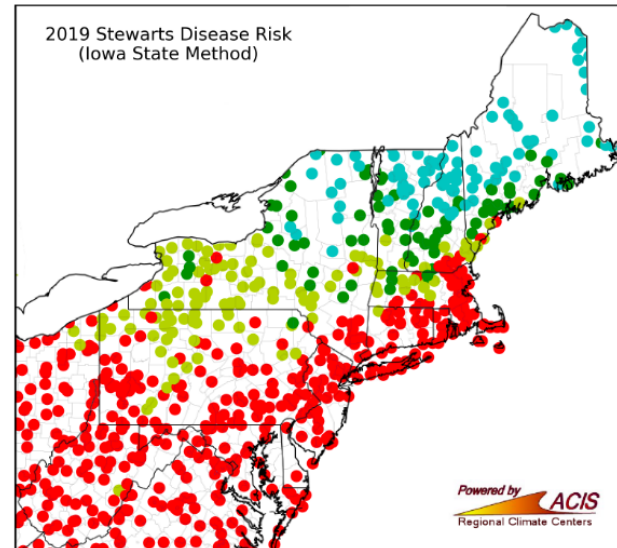 2019 Stewarts Disease Risk
(Iowa State Method)
Powered by
ACIS
Regional Climate Centers